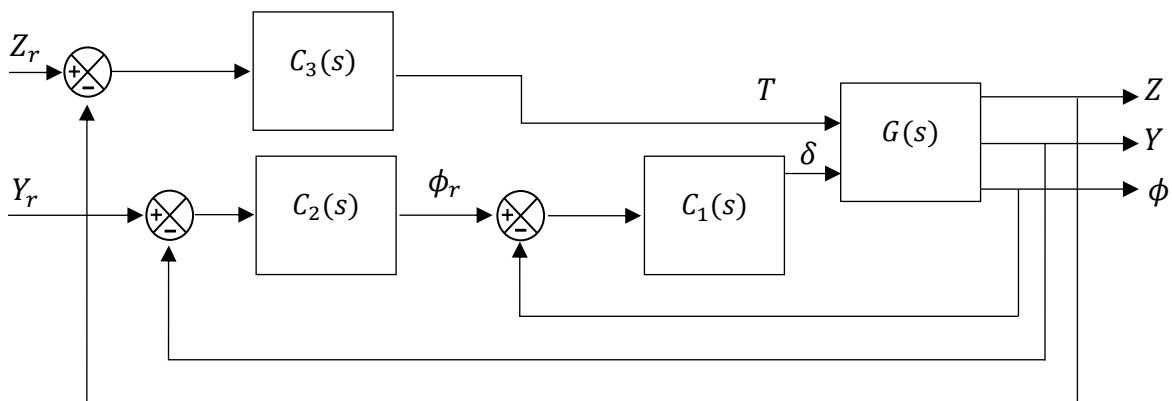 Z_r
+
-
C_3(s)
T
G(s)
Z
Y
ϕ
Y_r
+
-
C_2(s)
ϕ_r
+
-
C_1(s)
δ